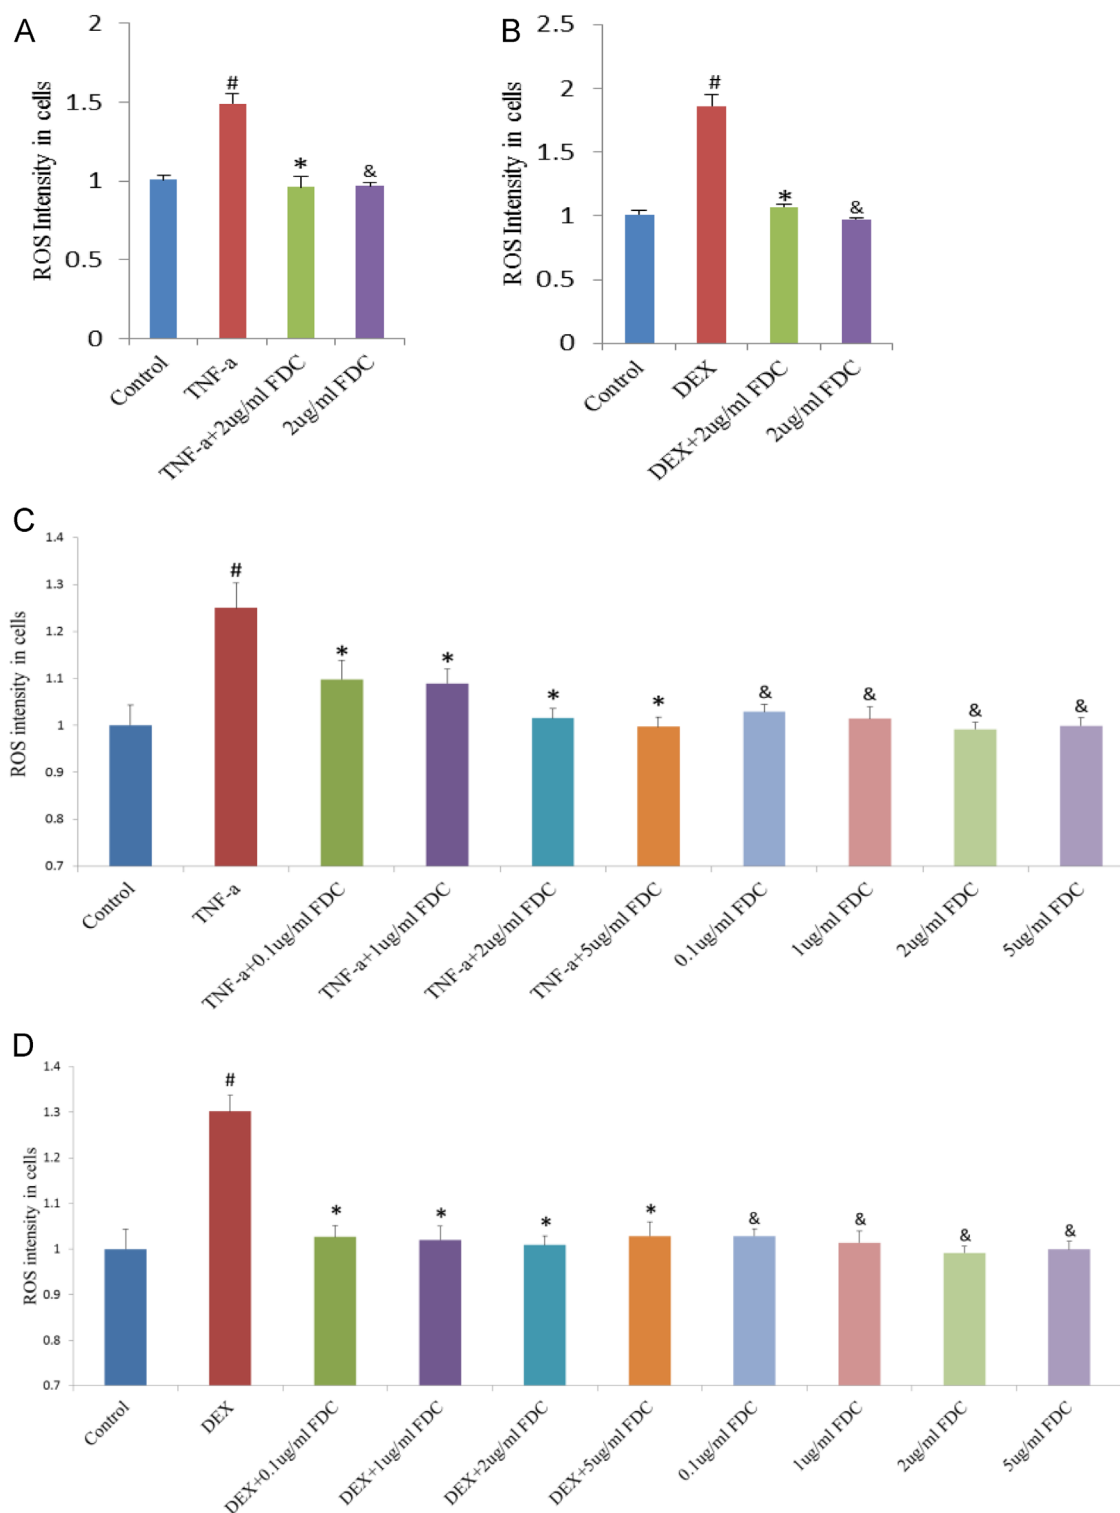 A
ROS Intensity in cells
2
1.5
1
0.5
0
#
*
&
Control
TNF-a
TNF-a+2ug/ml FDC
2ug/ml FDC
B
ROS Intensity in cells
2.5
2
1.5
1
0.5
0
#
*
&
Control
DEX
DEX+2ug/ml FDC
2ug/ml FDC
C
ROS intensity in cells
1.4
1.3
1.2
1.1
1
0.9
0.8
0.7
#
*
*
*
*
&
&
&
&
Control
TNF-a
TNF-a+0.1ug/ml FDC
TNF-a+1ug/ml FDC
TNF-a+2ug/ml FDC
TNF-a+5ug/ml FDC
0.1ug/ml FDC
1ug/ml FDC
2ug/ml FDC
5ug/ml FDC
D
ROS intensity in cells
1.4
1.3
1.2
1.1
1
0.9
0.8
0.7
#
*
*
*
*
&
&
&
&
Control
DEX
DEX+0.1ug/ml FDC
DEX+1ug/ml FDC
DEX+2ug/ml FDC
DEX+5ug/ml FDC
0.1ug/ml FDC
1ug/ml FDC
2ug/ml FDC
5ug/ml FDC